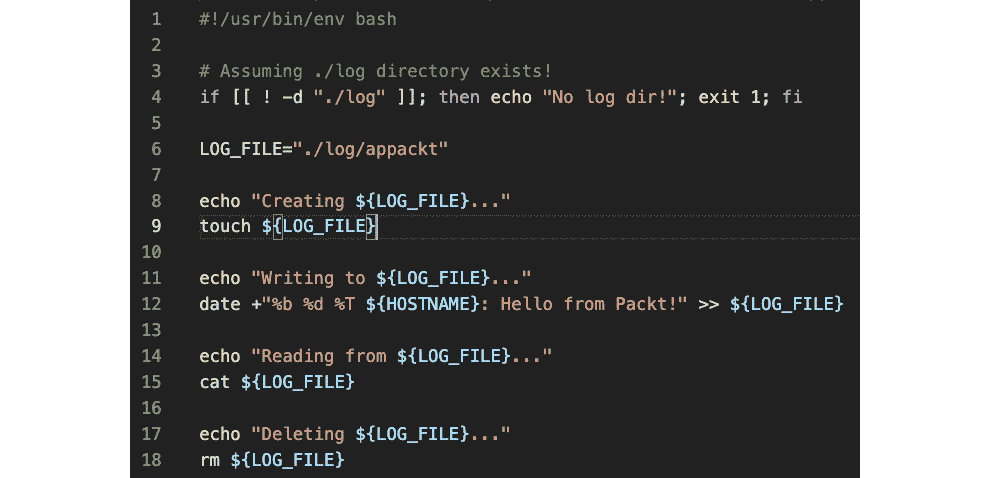 1 #!/usr/bin/env bash
2
3 # Assuming ./log directory exists!
4 if [[ ! -d "./log" ]]; then echo "No log dir!"; exit 1; fi
5
6 LOG_FILE="./log/appackt"
7
8 echo "Creating ${LOG_FILE}..."
9 touch ${LOG_FILE}
10
11 echo "Writing to ${LOG_FILE}..."
12 date +"%b %d %T ${HOSTNAME}: Hello from Packt!" >> ${LOG_FILE}
13
14 echo "Reading from ${LOG_FILE}..."
15 cat ${LOG_FILE}
16
17 echo "Deleting ${LOG_FILE}..."
18 rm ${LOG_FILE}